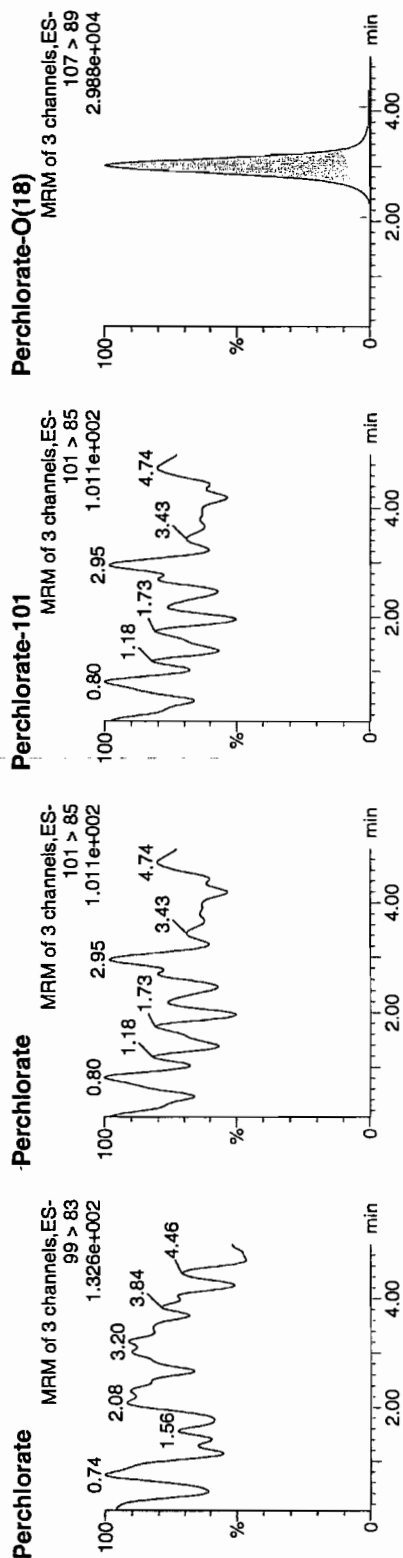 Perchlorate
MRM of 3 channels,ES-
99 > 83
1.326e+002
100
0.74
1.56
2.08
3.20
3.84
4.46
%
0
2.00
4.00
min
-Perchlorate
MRM of 3 channels,ES-
101 > 85
1.011e+002
100
0.80
1.18
1.73
2.95
3.43
4.74
%
0
2.00
4.00
min
Perchlorate-101
MRM of 3 channels,ES-
101 > 85
1.011e+002
100
0.80
1.18
1.73
2.95
3.43
4.74
%
0
2.00
4.00
min
Perchlorate-O(18)
MRM of 3 channels,ES-
107 > 89
2.988e+004
100
%
0
2.00
4.00
min